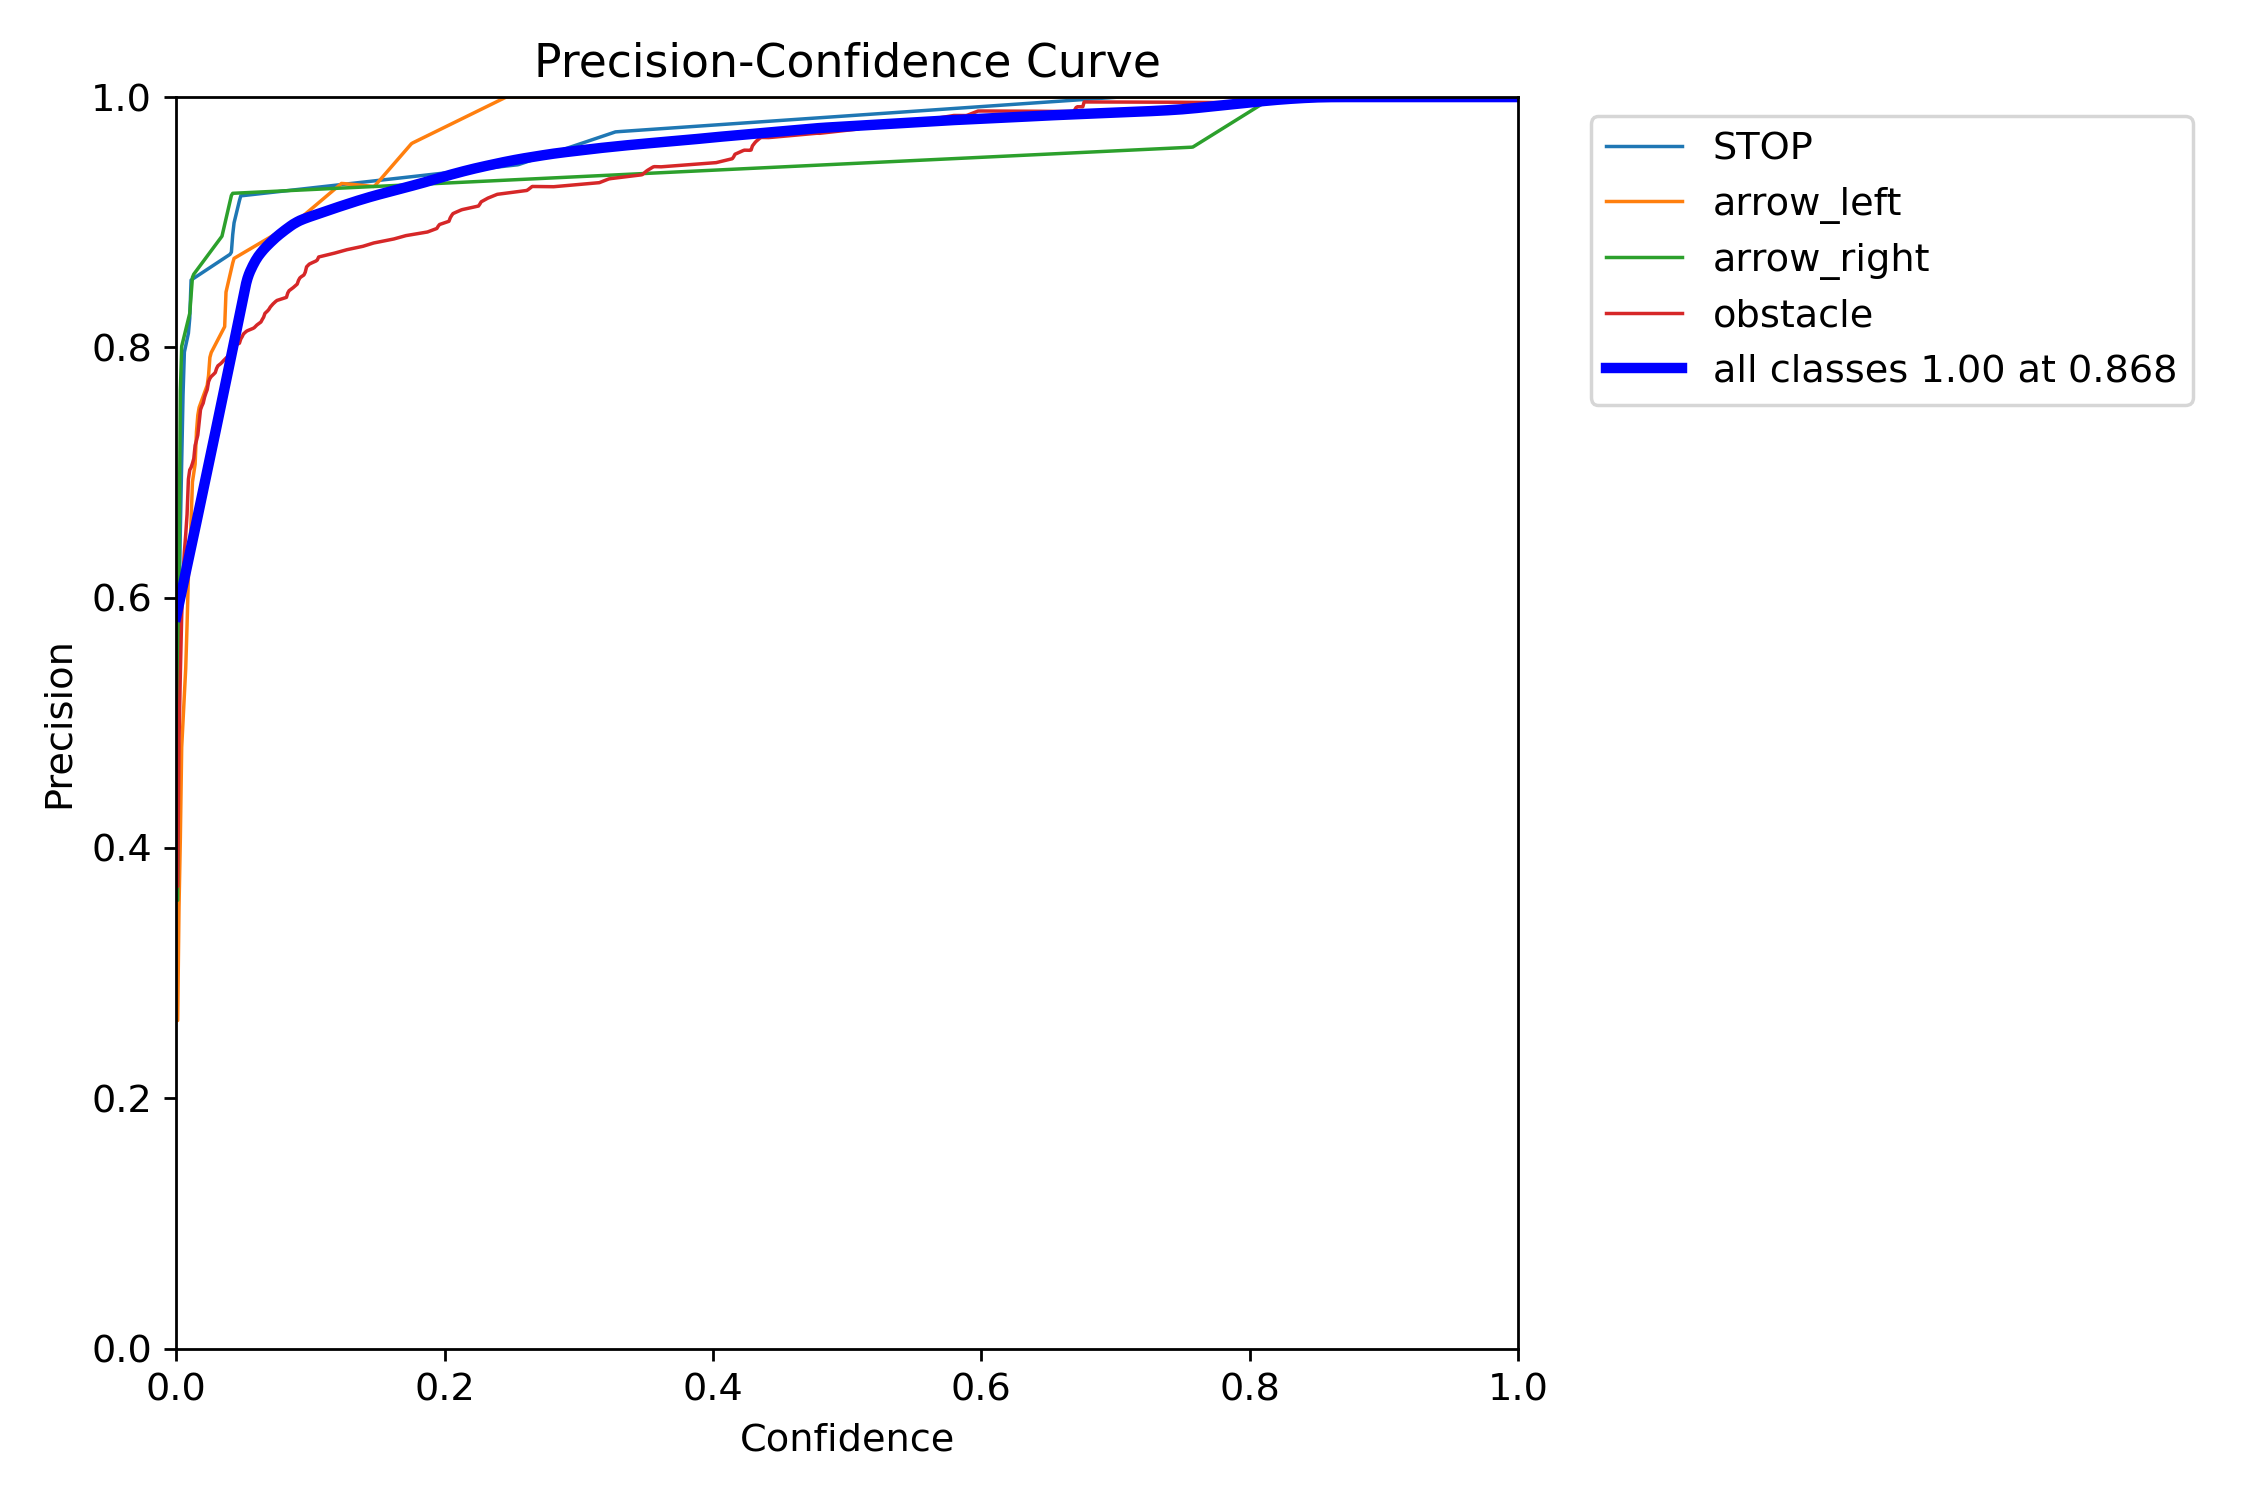 Precision-Confidence Curve
1.0
0.8
0.6
0.4
0.2
0.0
Precision
0.0 0.2 0.4 0.6 0.8 1.0
Confidence
STOP
arrow_left
arrow_right
obstacle
all classes 1.00 at 0.868